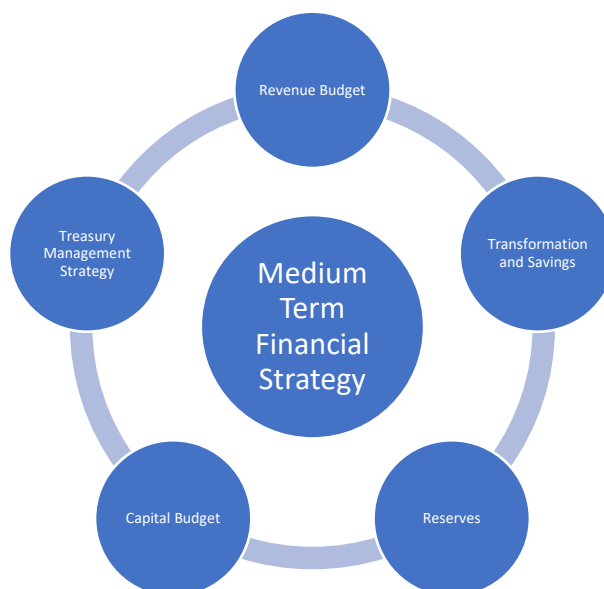 Revenue Budget
Treasury
Management
Strategy
Transformation
and Savings
Medium
Term
Financial
Strategy
Capital Budget
Reserves